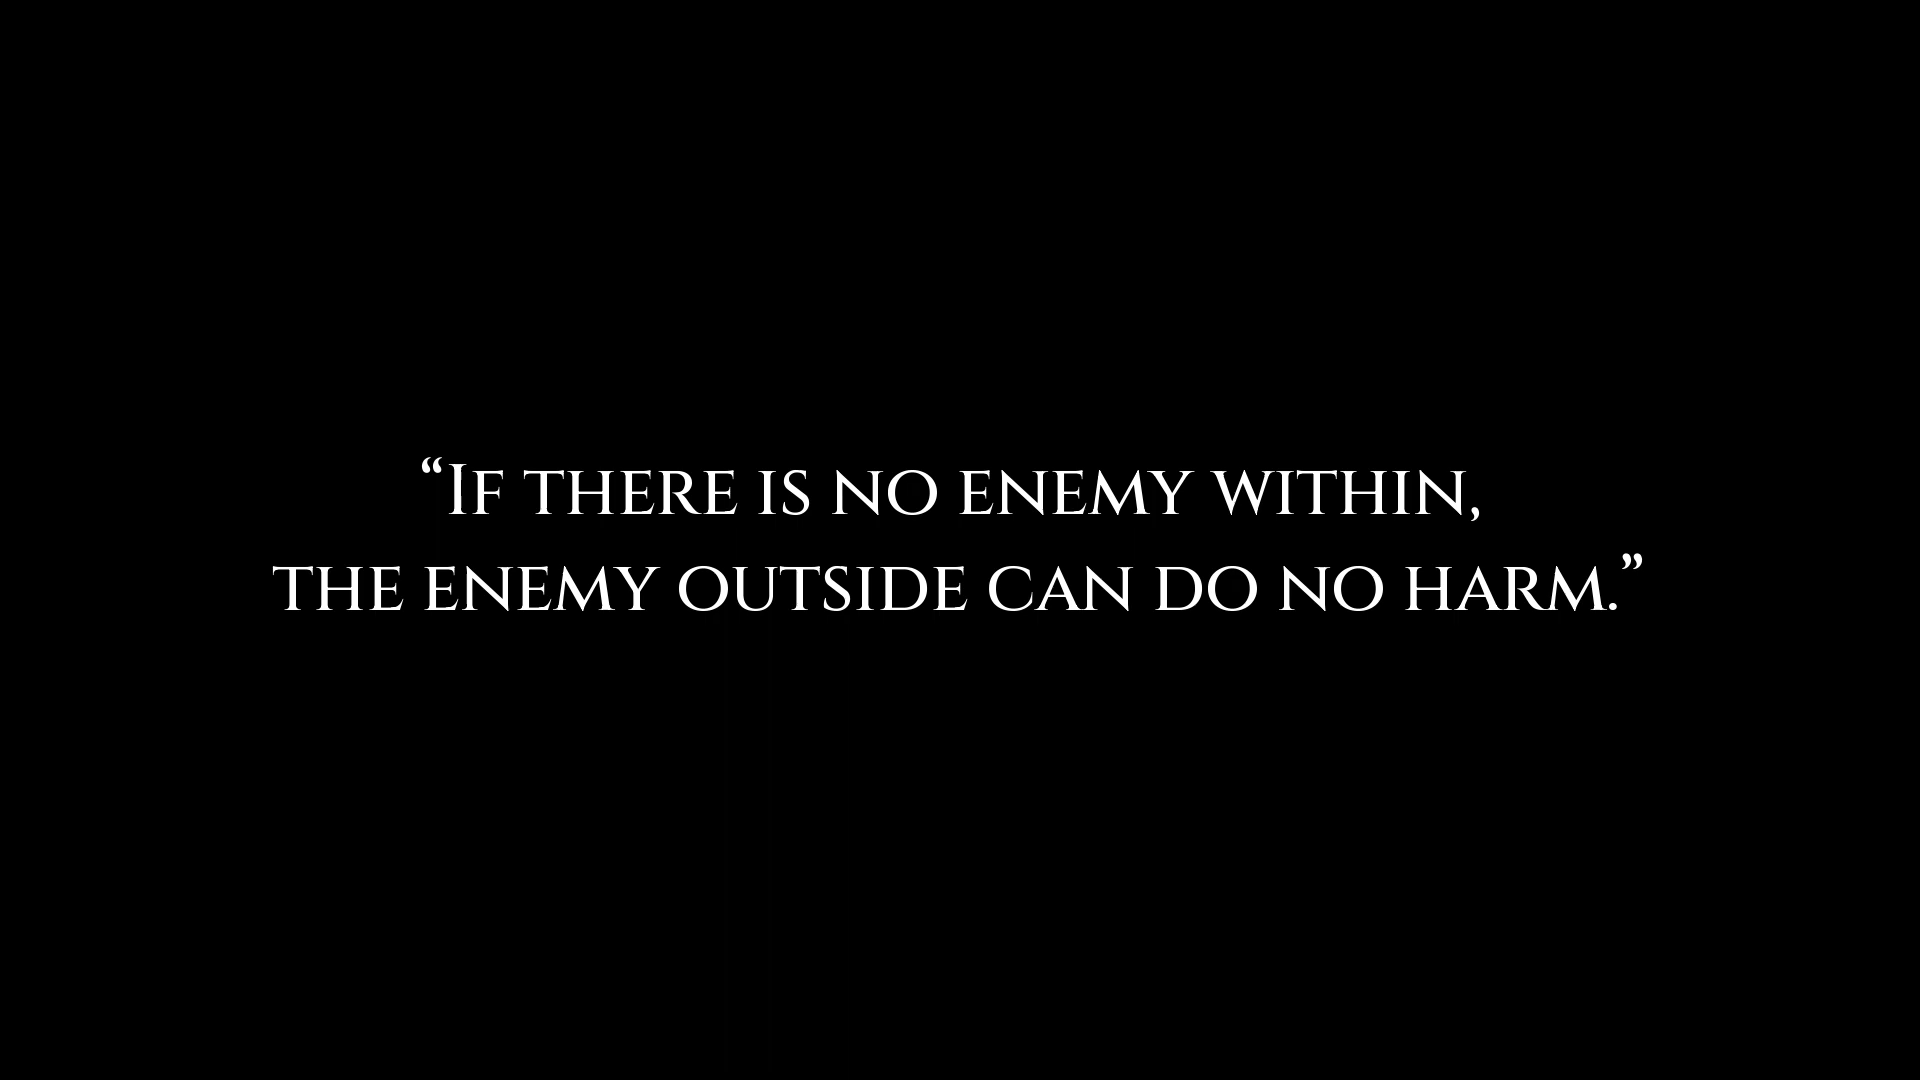 “If there is no enemy within,
the enemy outside can do no harm.”